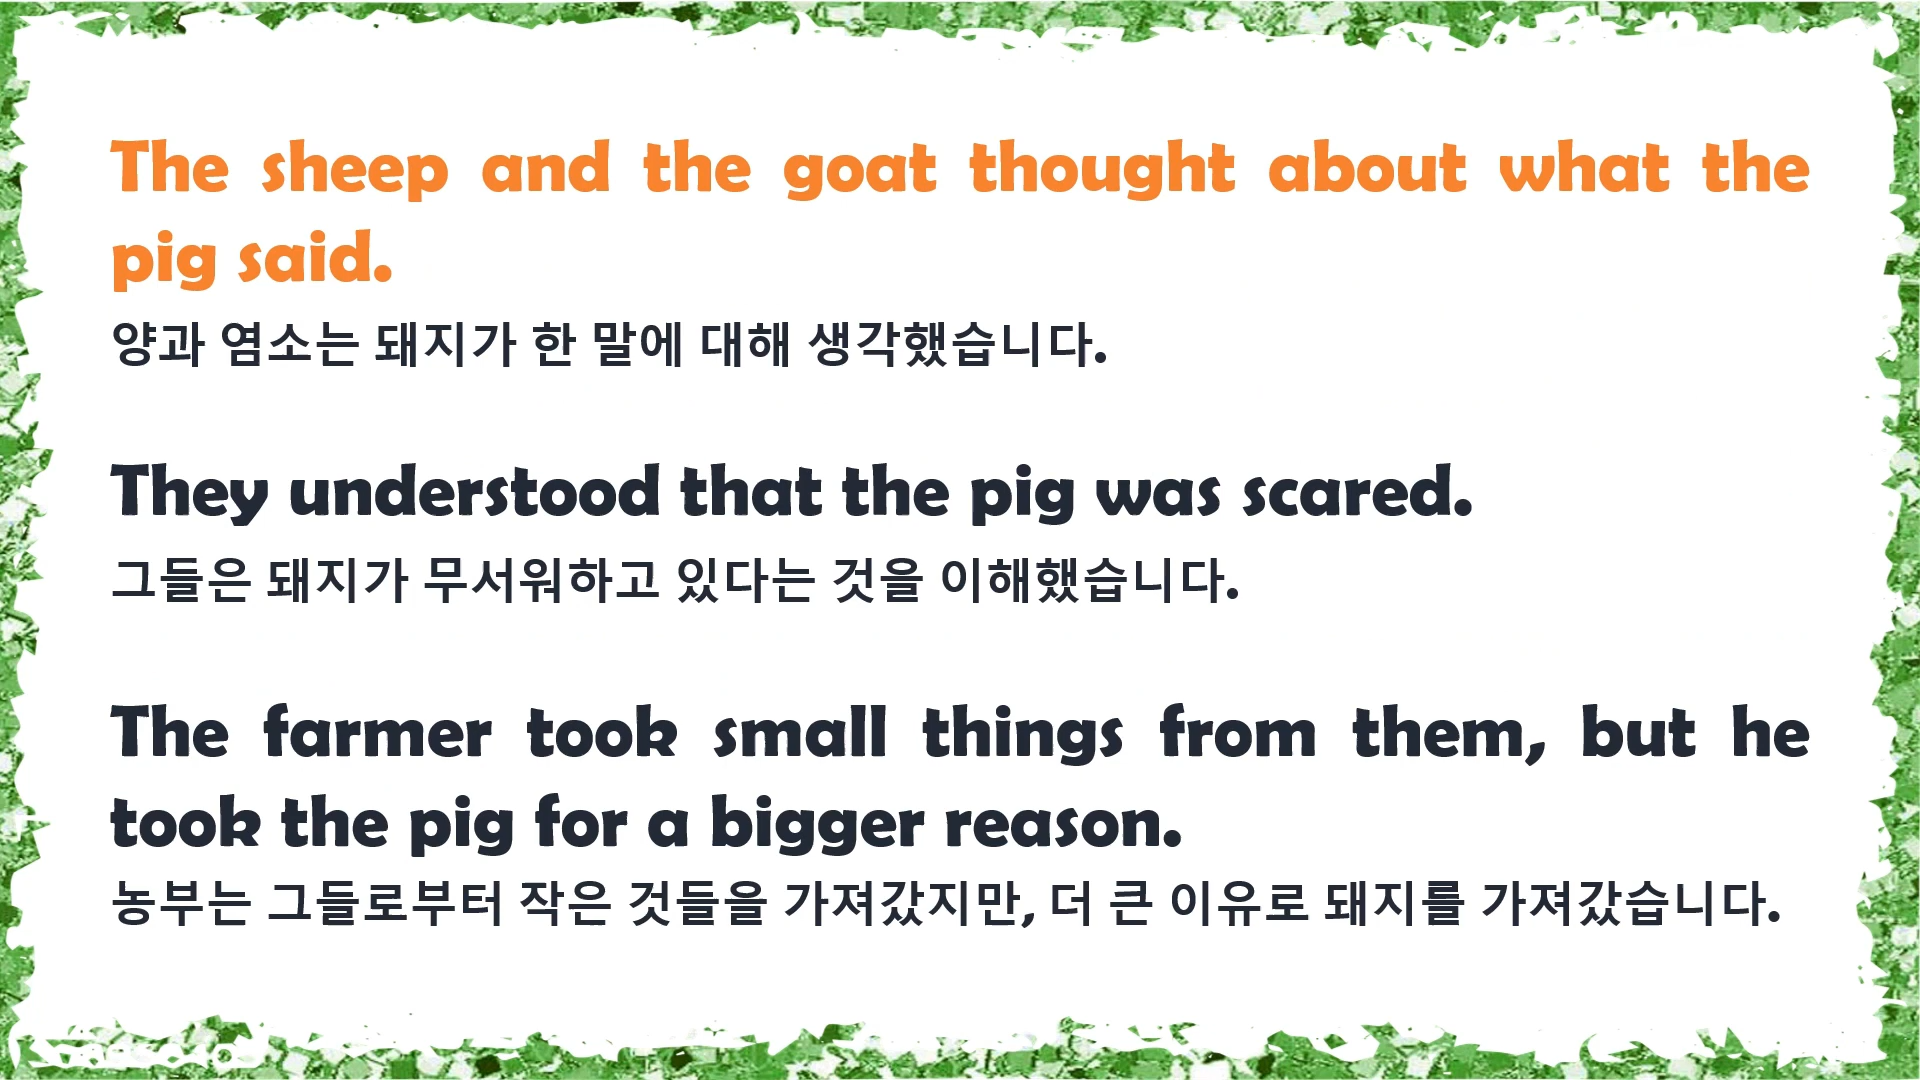 The sheep and the goat thought about what the
pig said.
양과 염소는 돼지가 한 말에 대해 생각했습니다.
They understood that the pig was scared.
그들은 돼지가 무서워하고 있다는 것을 이해했습니다.
The farmer took small things from them, but he
took the pig for a bigger reason.
농부는 그들로부터 작은 것들을 가져갔지만, 더 큰 이유로 돼지를 가져갔습니다.